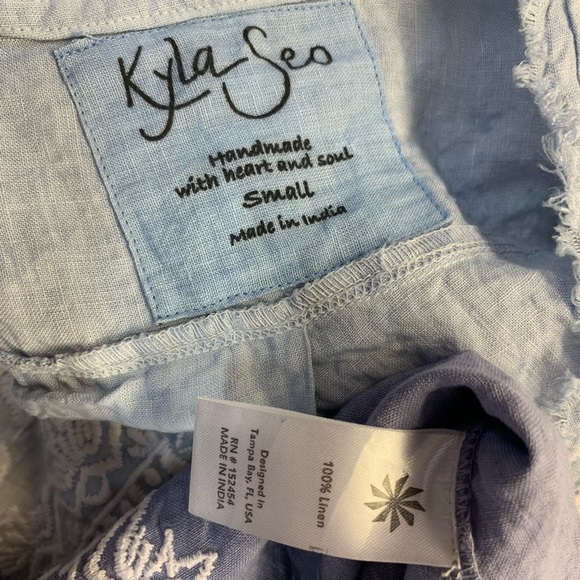 Kyla Seo
Handmade
with heart and soul
Small
Made in India
100% Linen
Designed in
Tampa Bay, FL, USA
RN # 152454
MADE IN INDIA